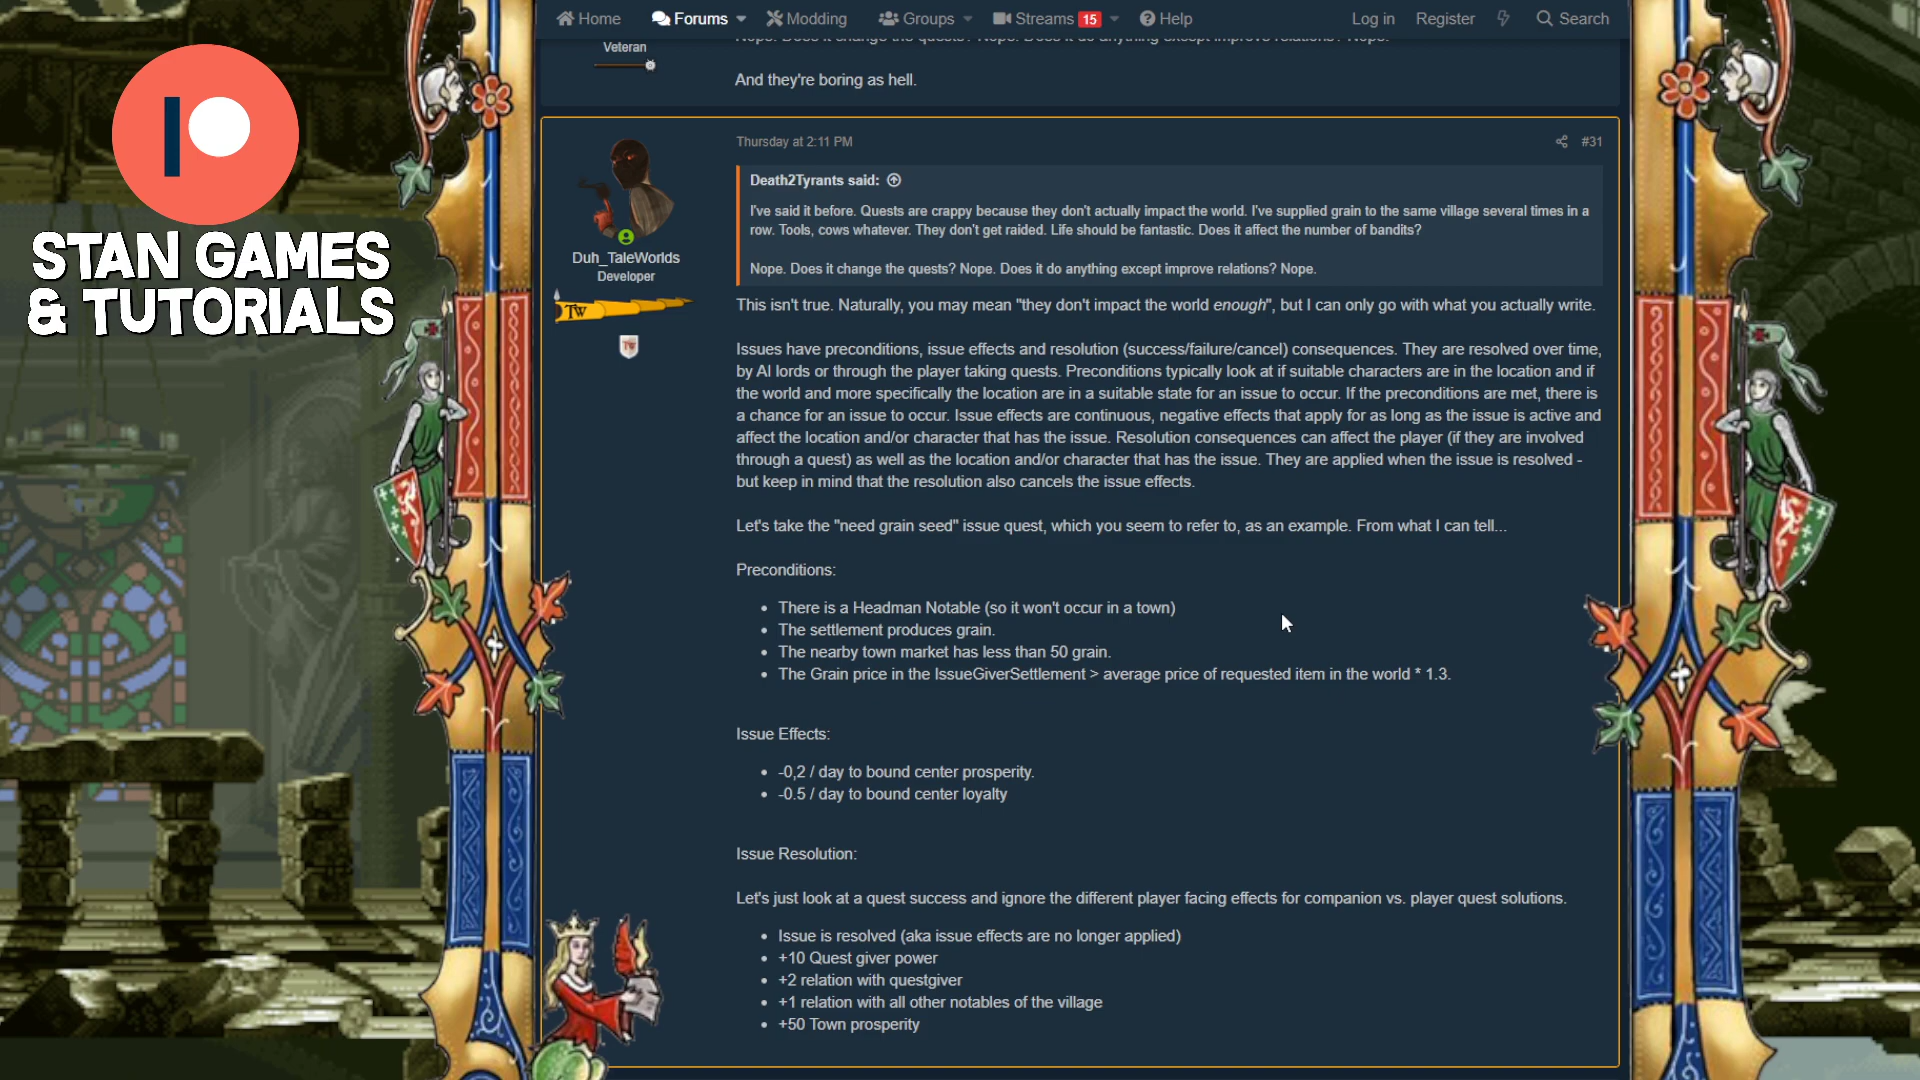 Home
Forums
Modding
Groups
Streams 15
Help
Log in
Register
Search
Nope. Does it change the quests? Nope. Does it do anything except improve relations? Nope.
Veteran
And they're boring as hell.
STAN GAMES
& TUTORIALS
Thursday at 2:11 PM
#31
Duh_TaleWorlds
Developer
TW
TW
Death2Tyrants said:
I've said it before. Quests are crappy because they don't actually impact the world. I've supplied grain to the same village several times in a
row. Tools, cows whatever. They don't get raided. Life should be fantastic. Does it affect the number of bandits?
Nope. Does it change the quests? Nope. Does it do anything except improve relations? Nope.
This isn't true. Naturally, you may mean "they don't impact the world enough", but I can only go with what you actually write.
Issues have preconditions, issue effects and resolution (success/failure/cancel) consequences. They are resolved over time,
by AI lords or through the player taking quests. Preconditions typically look at if suitable characters are in the location and if
the world and more specifically the location are in a suitable state for an issue to occur. If the preconditions are met, there is
a chance for an issue to occur. Issue effects are continuous, negative effects that apply for as long as the issue is active and
affect the location and/or character that has the issue. Resolution consequences can affect the player (if they are involved
through a quest) as well as the location and/or character that has the issue. They are applied when the issue is resolved -
but keep in mind that the resolution also cancels the issue effects.
Let's take the "need grain seed" issue quest, which you seem to refer to, as an example. From what I can tell...
Preconditions:
• There is a Headman Notable (so it won't occur in a town)
• The settlement produces grain.
• The nearby town market has less than 50 grain.
• The Grain price in the IssueGiverSettlement > average price of requested item in the world * 1.3.
Issue Effects:
• -0,2 / day to bound center prosperity.
• -0.5 / day to bound center loyalty
Issue Resolution:
Let's just look at a quest success and ignore the different player facing effects for companion vs. player quest solutions.
• Issue is resolved (aka issue effects are no longer applied)
• +10 Quest giver power
• +2 relation with questgiver
• +1 relation with all other notables of the village
• +50 Town prosperity